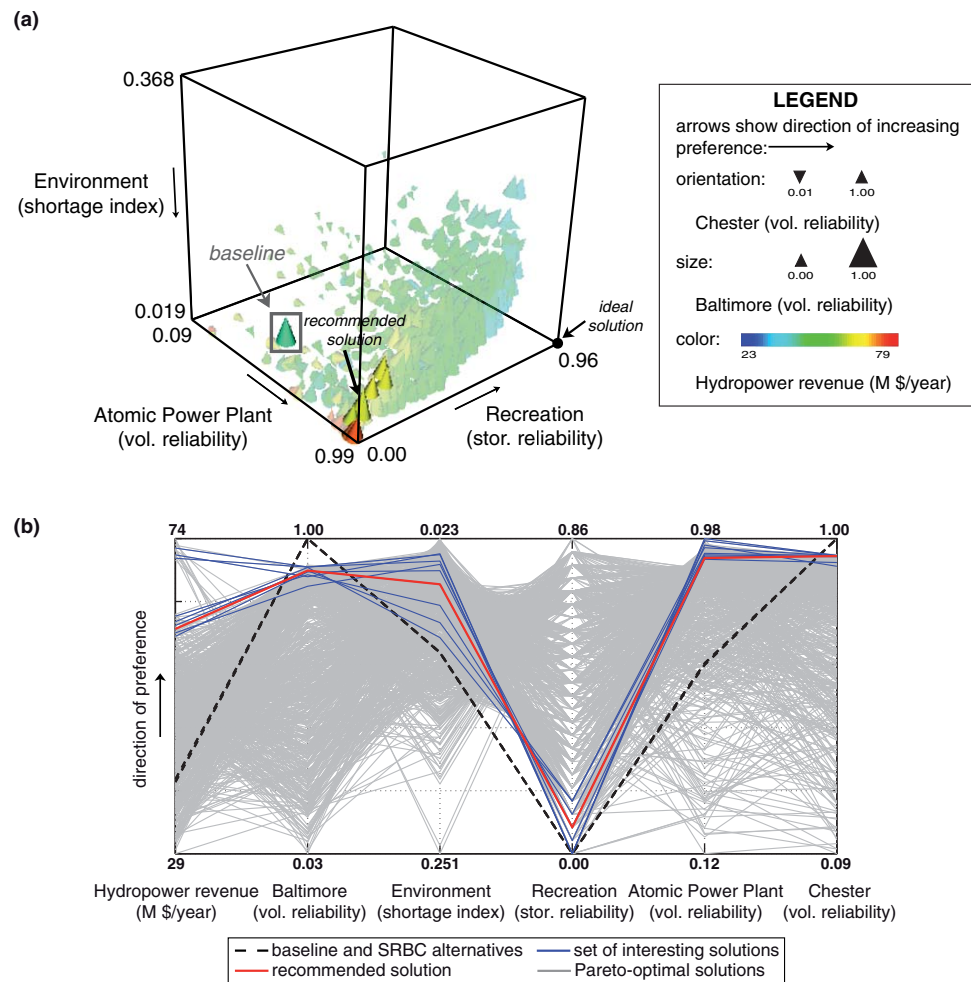 (a)
0.368
Environment
(shortage index)
baseline
0.019
0.09
recommended
solution
ideal
solution
0.96
Atomic Power Plant
(vol. reliability)
Recreation
(stor. reliability)
0.99 0.00
LEGEND
arrows show direction of increasing
preference:
orientation:
0.01 1.00
Chester (vol. reliability)
size:
0.00 1.00
Baltimore (vol. reliability)
color:
23 79
Hydropower revenue (M $/year)
(b)
74 1.00 0.023 0.86 0.98 1.00
direction of preference
29 0.03 0.251 0.00 0.12 0.09
Hydropower revenue Baltimore Environment Recreation Atomic Power Plant Chester
(M $/year) (vol. reliability) (shortage index) (stor. reliability) (vol. reliability) (vol. reliability)
baseline and SRBC alternatives set of interesting solutions
recommended solution Pareto-optimal solutions